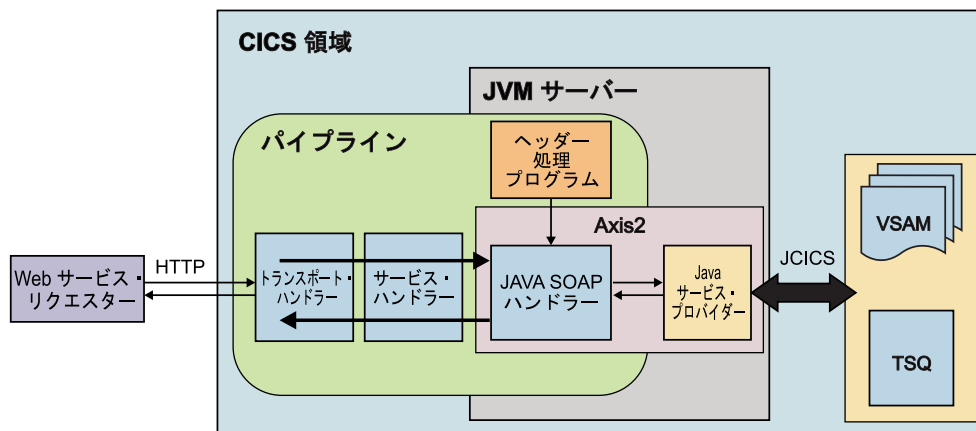 CICS 領域
JVM サーバー
パイプライン
ヘッダー
処理
プログラム
Axis2
Web サービス・
リクエスター
HTTP
トランスポート・
ハンドラー
サービス・
ハンドラー
JAVA SOAP
ハンドラー
Java
サービス・
プロバイダー
JCICS
VSAM
TSQ